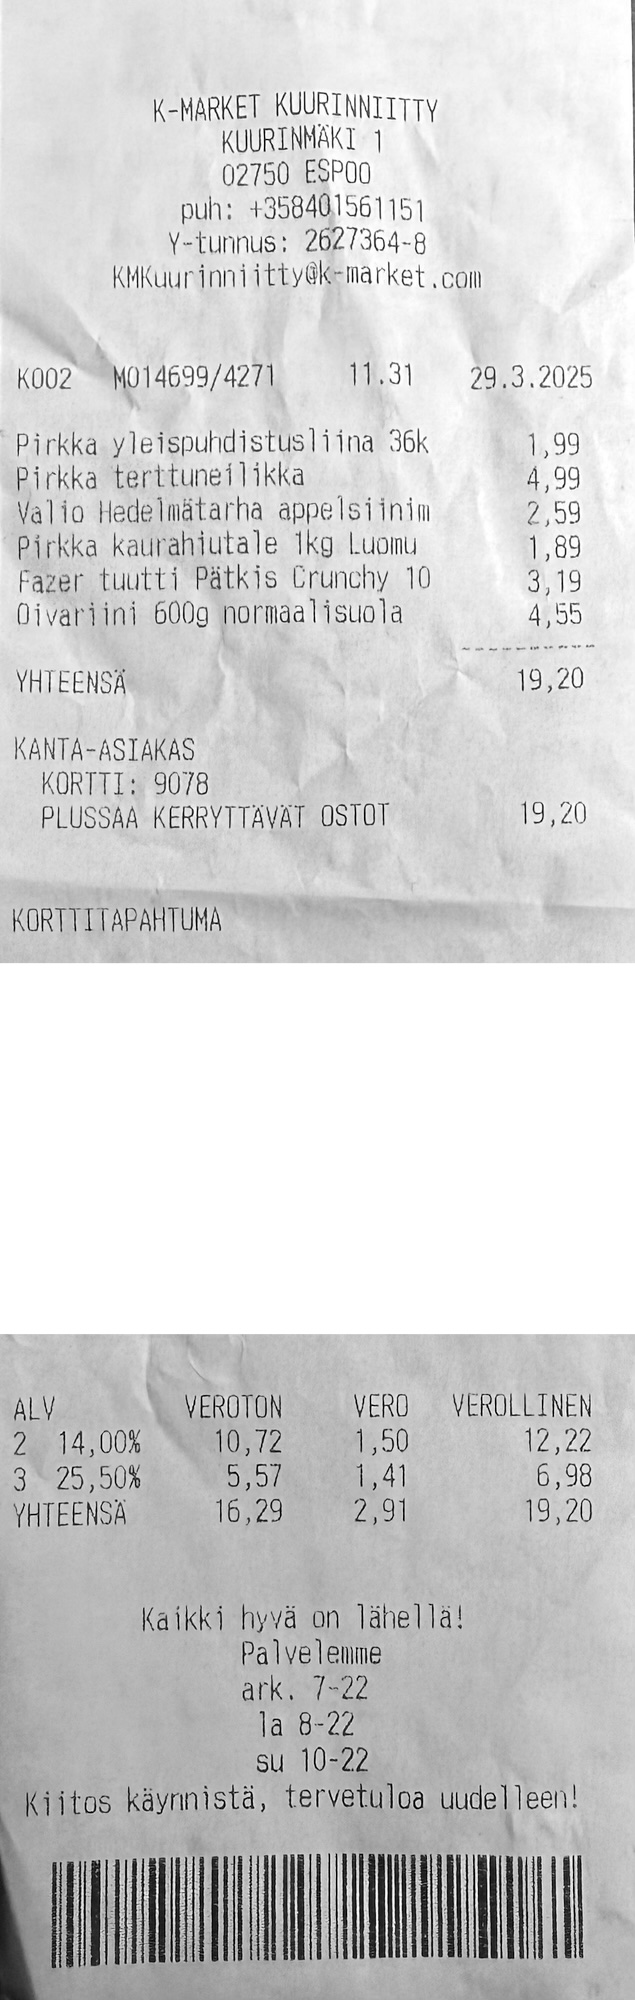 K-MARKET KUURINNIITTY
KUURINMÄKI 1
02750 ESPOO
puh: +358401561151
Y-tunnus: 2627364-8
KMKuurinniitty@k-market.com
K002 M014699/4271 11.31 29.3.2025
Pirkka yleispuhdistusliina 36k 1,99
Pirkka terttuneilikka 4,99
Valio Hedelmätarha appelsiinim 2,59
Pirkka kaurahiutale 1kg Luomu 1,89
Fazer tuutti Pätkis Crunchy 10 3,19
Oivariini 600g normaalisuola 4,55
YHTEENSÄ 19,20
KANTA-ASIAKAS
KORTTI: 9078
PLUSSAA KERRYTTÄVÄT OSTOT 19,20
KORTTITAPAHTUMA
ALV VEROTON VERO VEROLLINEN
2 14,00% 10,72 1,50 12,22
3 25,50% 5,57 1,41 6,98
YHTEENSÄ 16,29 2,91 19,20
Kaikki hyvä on lähellä!
Palvelemme
ark. 7-22
la 8-22
su 10-22
Kiitos käynnistä, tervetuloa uudelleen!